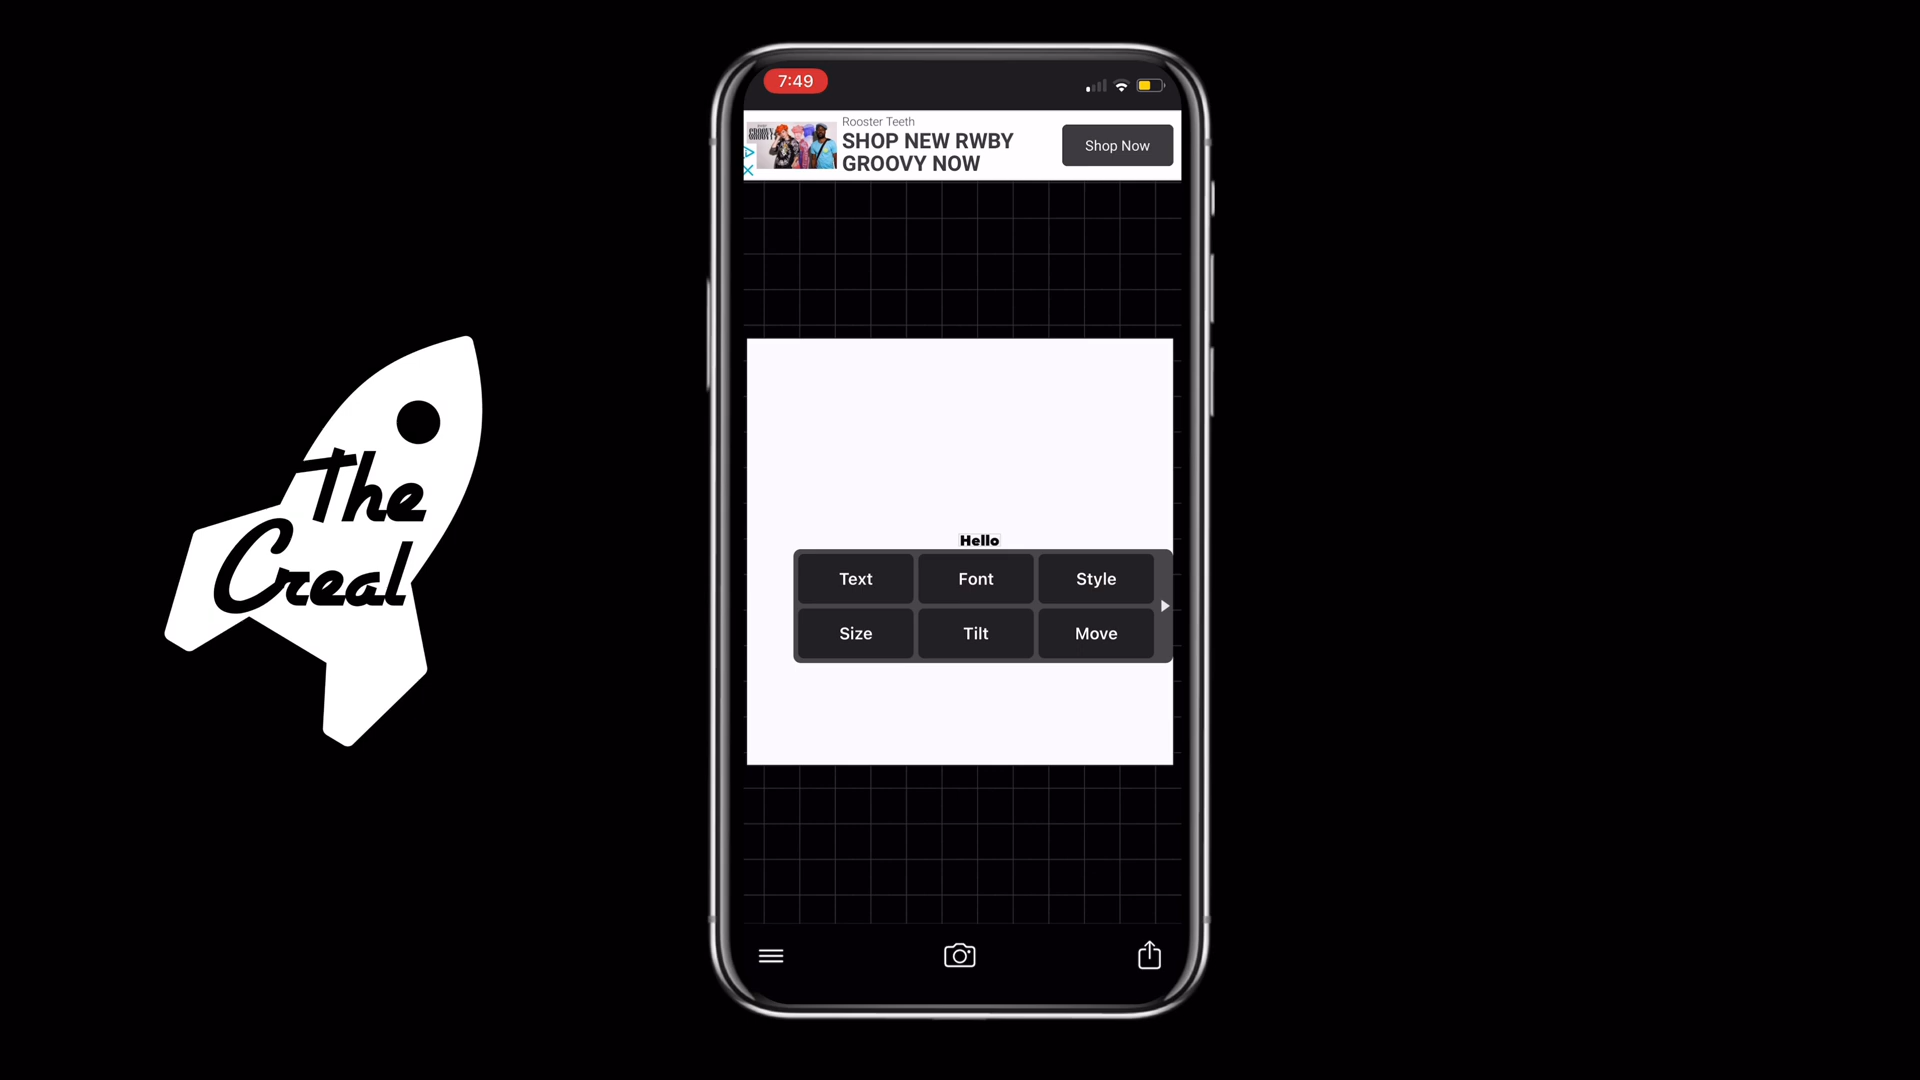 7:49
Rooster Teeth
SHOP NEW RWBY
GROOVY NOW
Shop Now
GROOVY
The
Creal
Hello
Text Font Style
Size Tilt Move